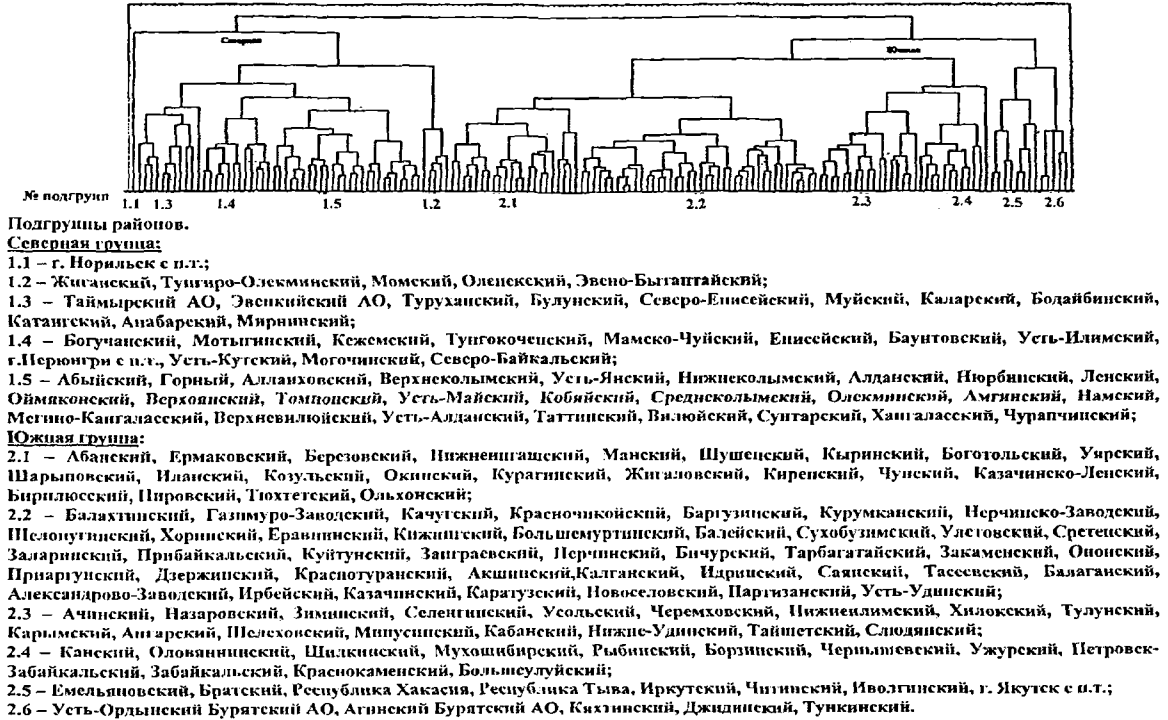 Северная
Южная
№ подгрупп 1.1 1.3 1.4 1.5 1.2 2.1 2.2 2.3 2.4 2.5 2.6
Подгруппы районов.
Северная группа:
1.1 – г. Норильск с п.т.;
1.2 – Жиганский, Тунгиро-Олекминский, Момский, Оленекский, Эвено-Бытантайский;
1.3 – Таймырский АО, Эвенкийский АО, Туруханский, Булунский, Северо-Енисейский, Муйский, Каларский, Бодайбинский,
Катангский, Анабарский, Мирнинский;
1.4 – Богучанский, Мотыгинский, Кежемский, Тунгокоченский, Мамско-Чуйский, Енисейский, Баунтовский, Усть-Илимский,
г.Нерюнгри с п.т., Усть-Кутский, Могочинский, Северо-Байкальский;
1.5 – Абыйский, Горный, Аллаиховский, Верхнеколымский, Усть-Янский, Нижнеколымский, Алданский, Нюрбинский, Ленский,
Оймяконский, Верхоянский, Томпонский, Усть-Майский, Кобяйский, Среднеколымский, Олекминский, Амгинский, Намский,
Мегино-Кангаласский, Верхневилюйский, Усть-Алданский, Таттинский, Вилюйский, Сунтарский, Хангаласский, Чурапчинский;
Южная группа:
2.1 – Абанский, Ермаковский, Березовский, Нижнеингашский, Манский, Шушенский, Кыринский, Боготольский, Уярский,
Шарыповский, Иланский, Козульский, Окинский, Курагинский, Жигаловский, Киренский, Чунский, Казачинско-Ленский,
Бирилюсский, Пировский, Тюхтетский, Ольхонский;
2.2 – Балахтинский, Газимуро-Заводский, Качугский, Красночикойский, Баргузинский, Курумканский, Нерчинско-Заводский,
Шелопугинский, Хоринский, Еравнинский, Кижингский, Большемуртинский, Балейский, Сухобузимский, Улетовский, Сретенский,
Заларинский, Прибайкальский, Куйтунский, Заиграевский, Нерчинский, Бичурский, Тарбагатайский, Закаменский, Ононский,
Приаргунский, Дзержинский, Краснотуранский, Акшинский,Калганский, Идринский, Саянский, Тасеевский, Балаганский,
Александрово-Заводский, Ирбейский, Казачинский, Каратузский, Новоселовский, Партизанский, Усть-Удинский;
2.3 – Ачинский, Назаровский, Зиминский, Селенгинский, Усольский, Черемховский, Нижнеилимский, Хилокский, Тулунский,
Карымский, Ангарский, Шелеховский, Минусинский, Кабанский, Нижне-Удинский, Тайшетский, Слюдянский;
2.4 – Канский, Оловяннинский, Шилкинский, Мухошибирский, Рыбинский, Борзинский, Чернышевский, Ужурский, Петровск-
Забайкальский, Забайкальский, Краснокаменский, Большеулуйский;
2.5 – Емельяновский, Братский, Республика Хакасия, Республика Тыва, Иркутский, Читинский, Иволгинский, г. Якутск с п.т.;
2.6 – Усть-Ордынский Бурятский АО, Агинский Бурятский АО, Кяхтинский, Джидинский, Тункинский.